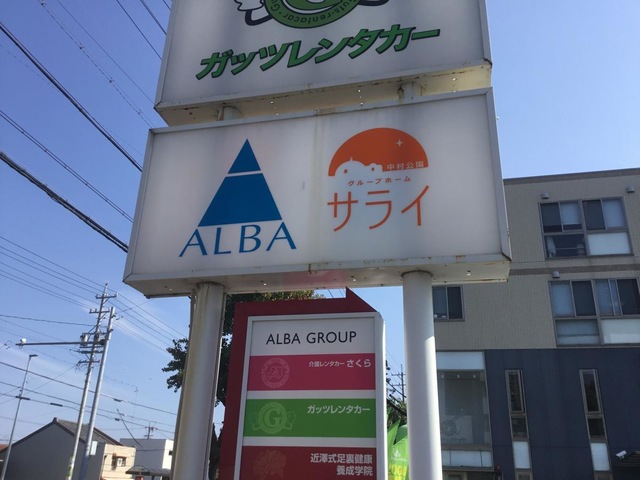 ガッツレンタカー
ALBA
中村公園
グループホーム
サライ
ALBA GROUP
介護レンタカー さくら
ガッツレンタカー
近澤式足裏健康
養成学院